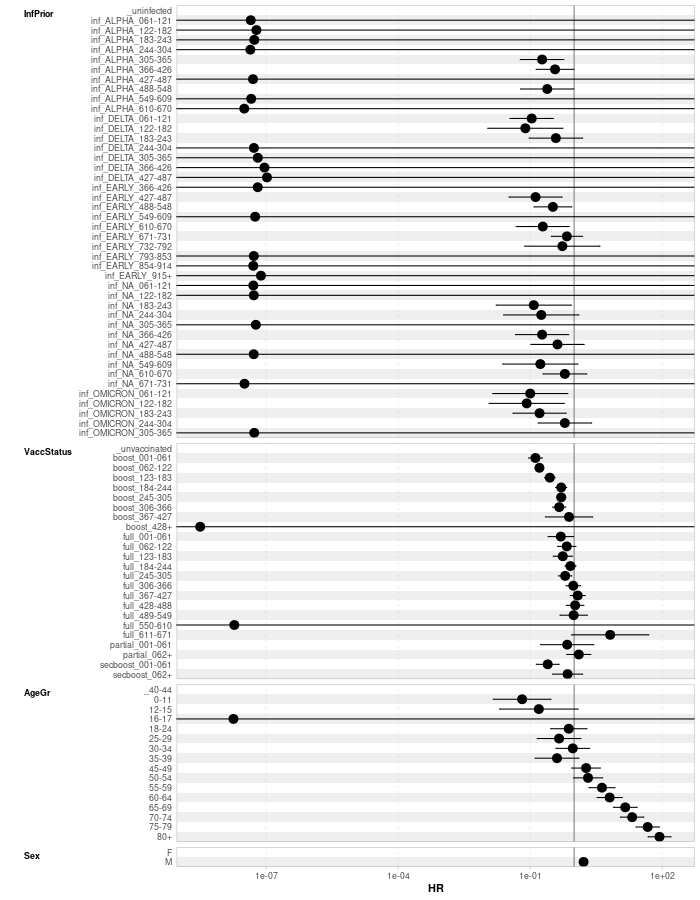 InfPrior
_uninfected
inf_ALPHA_061-121
inf_ALPHA_122-182
inf_ALPHA_183-243
inf_ALPHA_244-304
inf_ALPHA_305-365
inf_ALPHA_366-426
inf_ALPHA_427-487
inf_ALPHA_488-548
inf_ALPHA_549-609
inf_ALPHA_610-670
inf_DELTA_061-121
inf_DELTA_122-182
inf_DELTA_183-243
inf_DELTA_244-304
inf_DELTA_305-365
inf_DELTA_366-426
inf_DELTA_427-487
inf_EARLY_366-426
inf_EARLY_427-487
inf_EARLY_488-548
inf_EARLY_549-609
inf_EARLY_610-670
inf_EARLY_671-731
inf_EARLY_732-792
inf_EARLY_793-853
inf_EARLY_854-914
inf_EARLY_915+
inf_NA_061-121
inf_NA_122-182
inf_NA_183-243
inf_NA_244-304
inf_NA_305-365
inf_NA_366-426
inf_NA_427-487
inf_NA_488-548
inf_NA_549-609
inf_NA_610-670
inf_NA_671-731
inf_OMICRON_061-121
inf_OMICRON_122-182
inf_OMICRON_183-243
inf_OMICRON_244-304
inf_OMICRON_305-365
VaccStatus
_unvaccinated
boost_001-061
boost_062-122
boost_123-183
boost_184-244
boost_245-305
boost_306-366
boost_367-427
boost_428+
full_001-061
full_062-122
full_123-183
full_184-244
full_245-305
full_306-366
full_367-427
full_428-488
full_489-549
full_550-610
full_611-671
partial_001-061
partial_062+
secboost_001-061
secboost_062+
AgeGr
_40-44
0-11
12-15
16-17
18-24
25-29
30-34
35-39
45-49
50-54
55-59
60-64
65-69
70-74
75-79
80+
Sex
F
M
1e-07 1e-04 1e-01 1e+02
HR